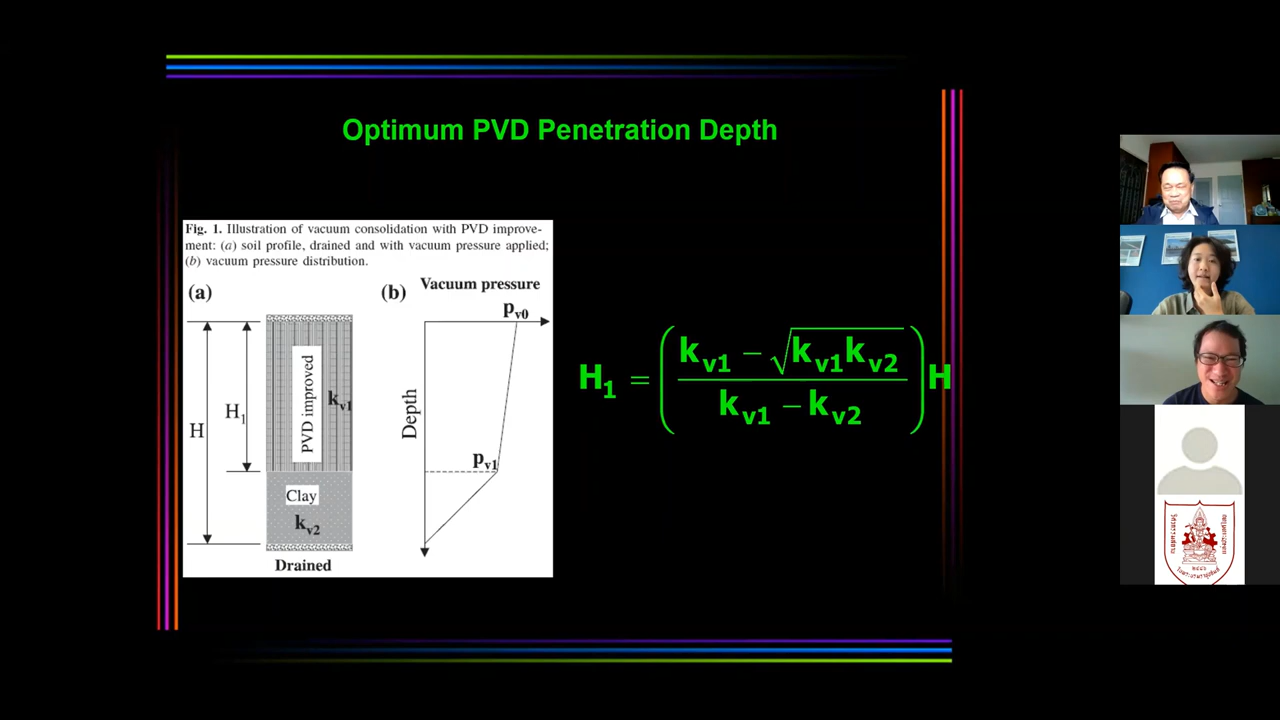 Optimum PVD Penetration Depth
Fig. 1. Illustration of vacuum consolidation with PVD improve-
ment: (a) soil profile, drained and with vacuum pressure applied;
(b) vacuum pressure distribution.
(a)
(b)
Vacuum pressure
p_v0
H
H_1
PVD improved
k_v1
Depth
p_v1
Clay
k_v2
Drained
H_1 = ( (k_v1 − √(k_v1 k_v2)) / (k_v1 − k_v2) ) H